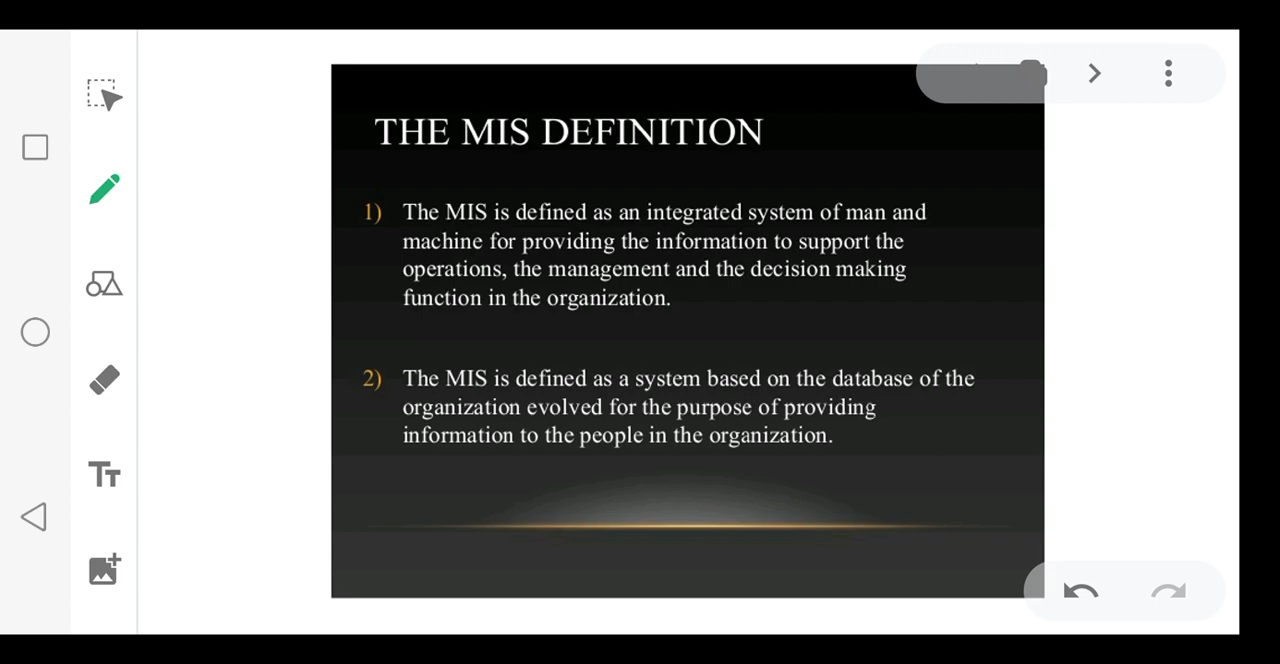 THE MIS DEFINITION
1) The MIS is defined as an integrated system of man and
machine for providing the information to support the
operations, the management and the decision making
function in the organization.
2) The MIS is defined as a system based on the database of the
organization evolved for the purpose of providing
information to the people in the organization.
TT